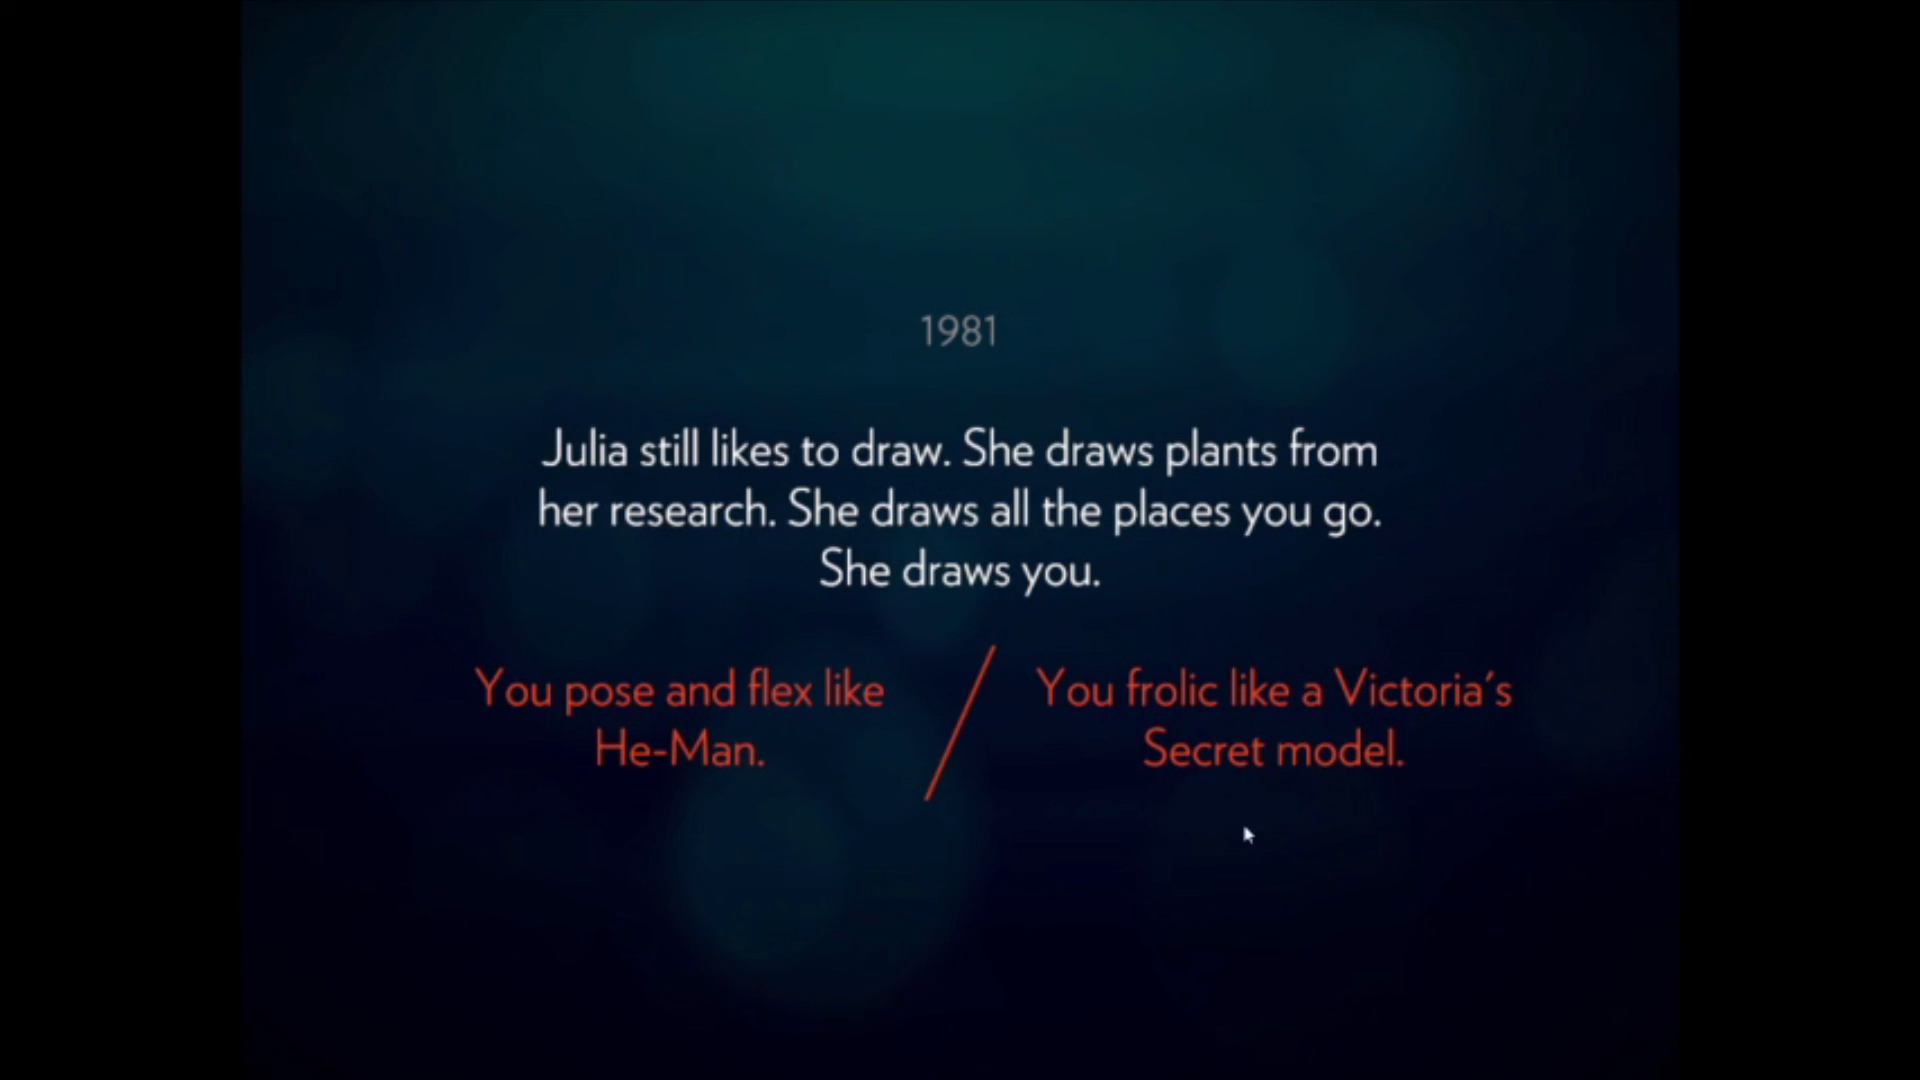 1981
Julia still likes to draw. She draws plants from
her research. She draws all the places you go.
She draws you.
You pose and flex like
He-Man.
You frolic like a Victoria's
Secret model.